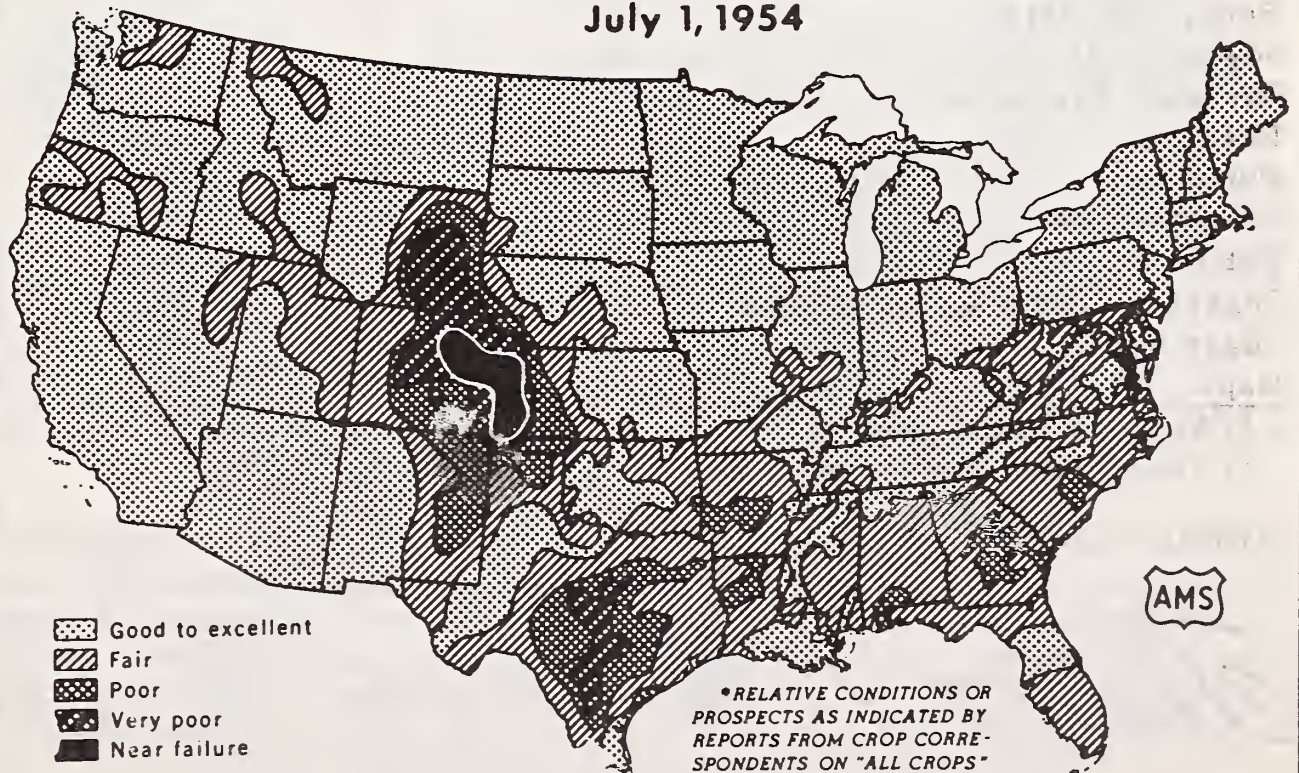 July 1, 1954
Good to excellent
Fair
Poor
Very poor
Near failure
AMS
*RELATIVE CONDITIONS OR
PROSPECTS AS INDICATED BY
REPORTS FROM CROP CORRE-
SPONDENTS ON "ALL CROPS"